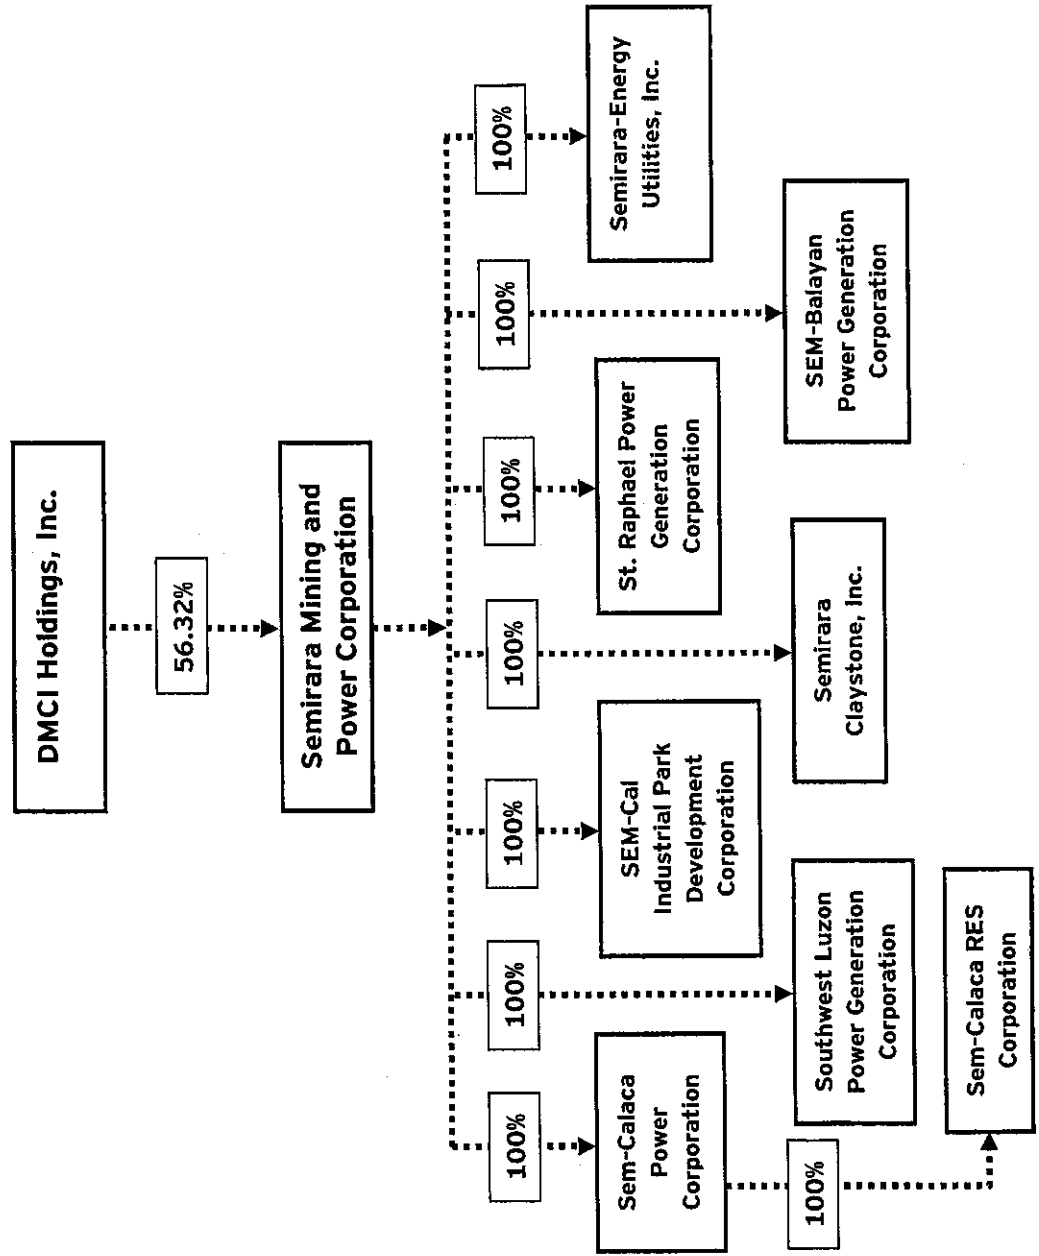 DMCI Holdings, Inc.
56.32%
Semirara Mining and
Power Corporation
100%
100%
100%
100%
100%
100%
100%
Sem-Calaca
Power
Corporation
SEM-Cal
Industrial Park
Development
Corporation
St. Raphael Power
Generation
Corporation
Semirara-Energy
Utilities, Inc.
Southwest Luzon
Power Generation
Corporation
Semirara
Claystone, Inc.
SEM-Balayan
Power Generation
Corporation
100%
Sem-Calaca RES
Corporation